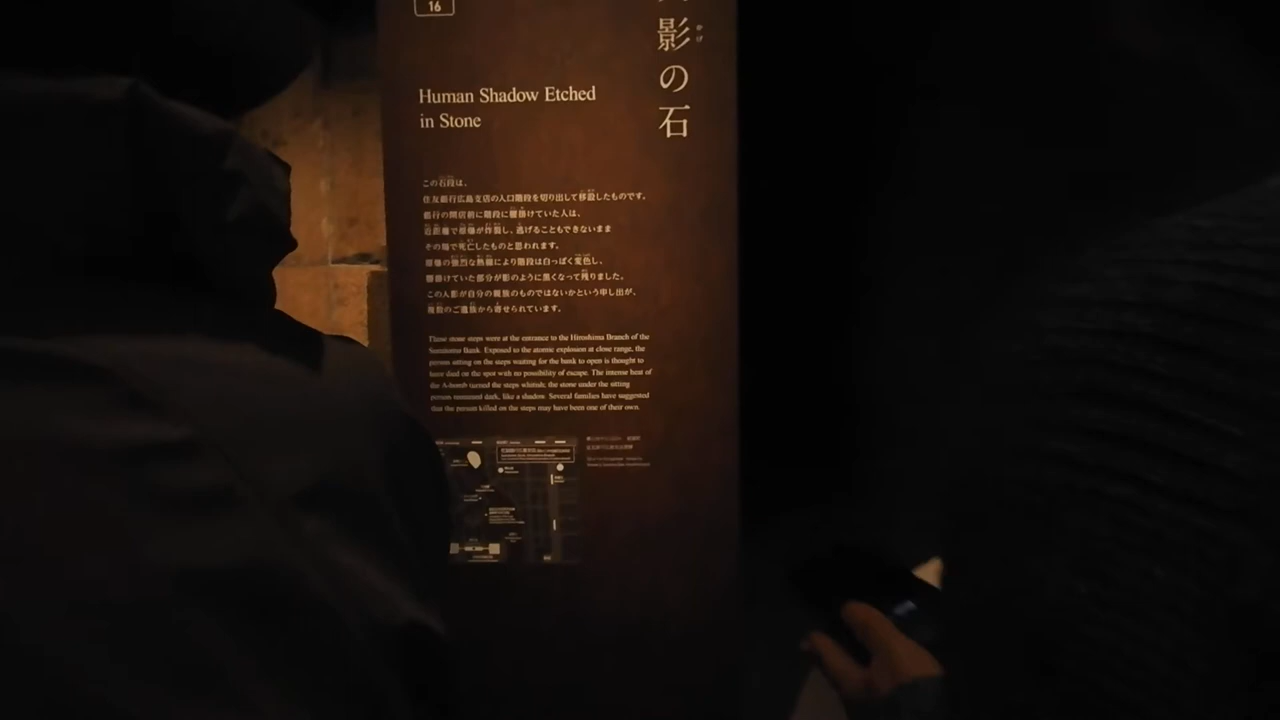 16
影の石
かげ
Human Shadow Etched
in Stone
この石段は、
住友銀行広島支店の入口階段を切り出して移設したものです。
銀行の開店前に階段に腰掛けていた人は、
近距離で原爆が炸裂し、逃げることもできないまま
その場で死亡したものと思われます。
原爆の強烈な熱線により階段は白っぽく変色し、
腰掛けていた部分が影のように黒くなって残りました。
この人影が自分の親族のものではないかという申し出が、
複数のご遺族から寄せられています。
These stone steps were at the entrance to the Hiroshima Branch of the
Sumitomo Bank. Exposed to the atomic explosion at close range, the
person sitting on the steps waiting for the bank to open is thought to
have died on the spot with no possibility of escape. The intense heat of
the A-bomb turned the steps whitish; the stone under the sitting
person remained dark, like a shadow. Several families have suggested
that the person killed on the steps may have been one of their own.